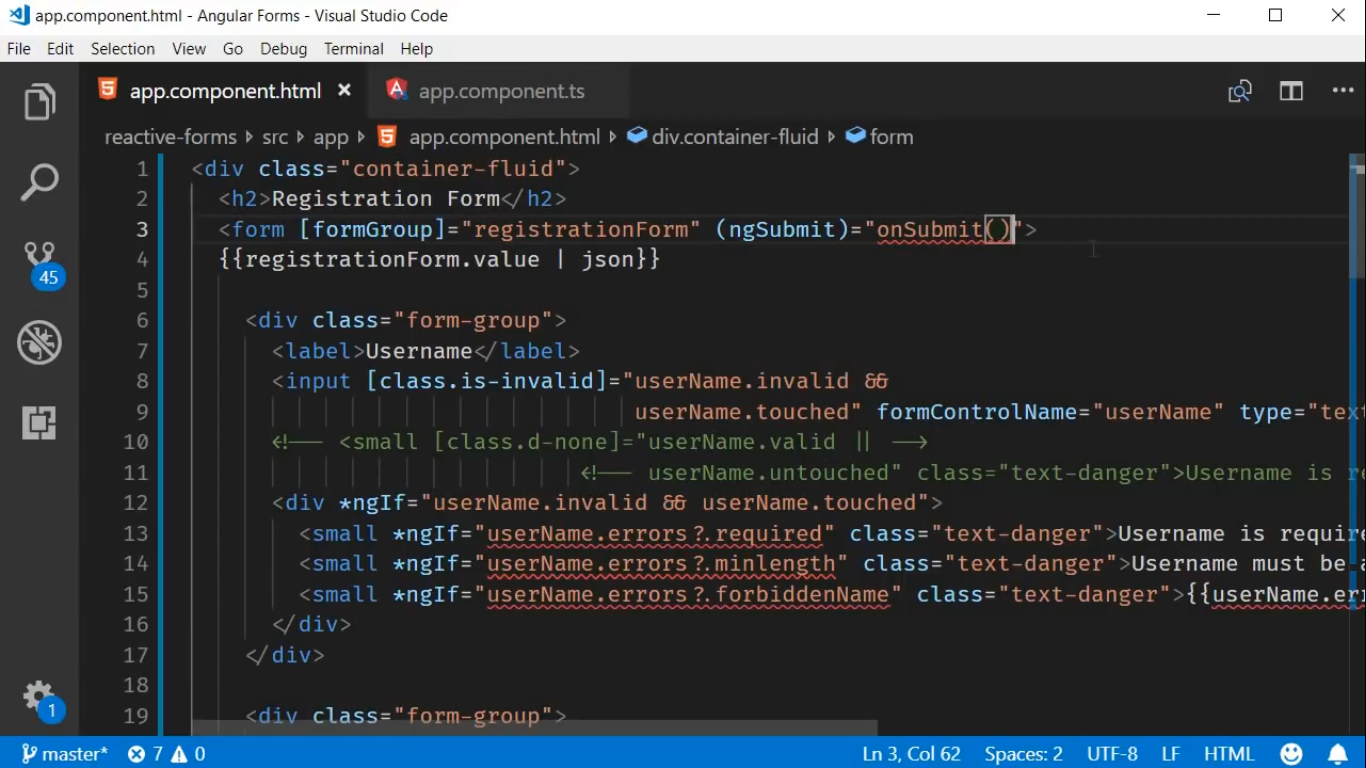 app.component.html - Angular Forms - Visual Studio Code
File Edit Selection View Go Debug Terminal Help
app.component.html app.component.ts
reactive-forms src app app.component.html div.container-fluid form
1 <div class="container-fluid">
2 <h2>Registration Form</h2>
3 <form [formGroup]="registrationForm" (ngSubmit)="onSubmit()">
4 {{registrationForm.value | json}}
5
6 <div class="form-group">
7 <label>Username</label>
8 <input [class.is-invalid]="userName.invalid &&
9 userName.touched" formControlName="userName" type="tex
10 <!-- <small [class.d-none]="userName.valid || -->
11 <!-- userName.untouched" class="text-danger">Username is re
12 <div *ngIf="userName.invalid && userName.touched">
13 <small *ngIf="userName.errors?.required" class="text-danger">Username is require
14 <small *ngIf="userName.errors?.minlength" class="text-danger">Username must be a
15 <small *ngIf="userName.errors?.forbiddenName" class="text-danger">{{userName.err
16 </div>
17 </div>
18
19 <div class="form-group">
45
1
master* 7 0 Ln 3, Col 62 Spaces: 2 UTF-8 LF HTML